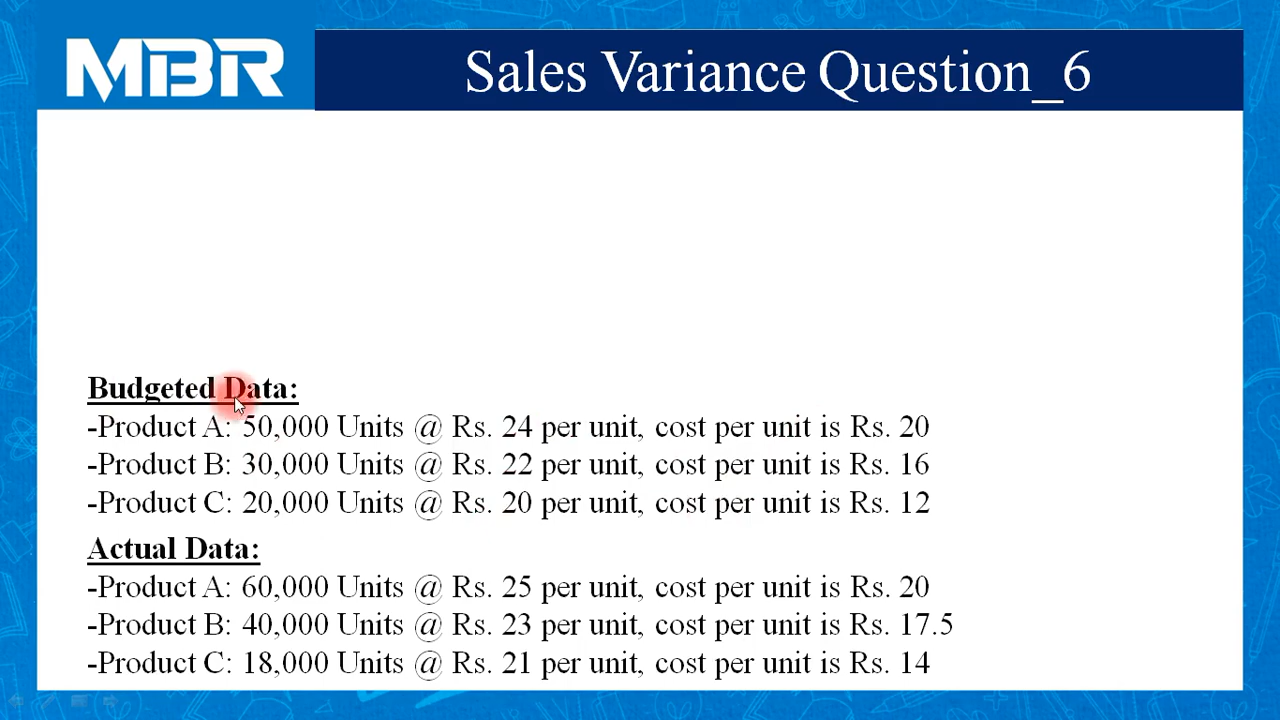 MBR
Sales Variance Question_6
Budgeted Data:
-Product A: 50,000 Units @ Rs. 24 per unit, cost per unit is Rs. 20
-Product B: 30,000 Units @ Rs. 22 per unit, cost per unit is Rs. 16
-Product C: 20,000 Units @ Rs. 20 per unit, cost per unit is Rs. 12
Actual Data:
-Product A: 60,000 Units @ Rs. 25 per unit, cost per unit is Rs. 20
-Product B: 40,000 Units @ Rs. 23 per unit, cost per unit is Rs. 17.5
-Product C: 18,000 Units @ Rs. 21 per unit, cost per unit is Rs. 14